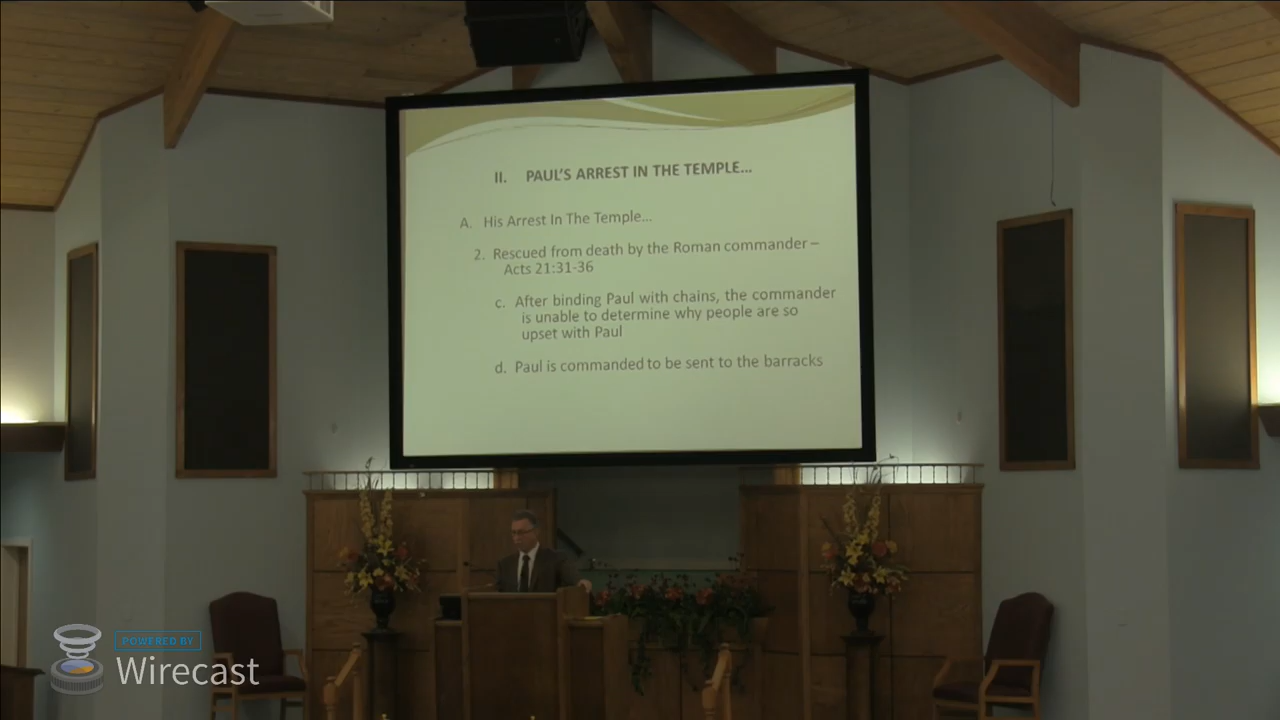 II. PAUL'S ARREST IN THE TEMPLE…
A. His Arrest In The Temple…
2. Rescued from death by the Roman commander –
Acts 21:31-36
c. After binding Paul with chains, the commander
is unable to determine why people are so
upset with Paul
d. Paul is commanded to be sent to the barracks
POWERED BY
Wirecast